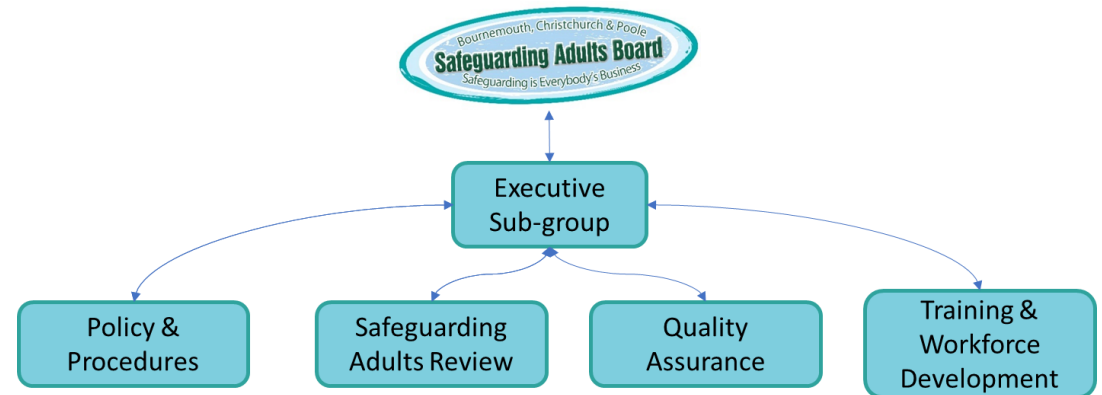 Bournemouth, Christchurch & Poole
Safeguarding Adults Board
Safeguarding is Everybody's Business
Executive
Sub-group
Policy &
Procedures
Safeguarding
Adults Review
Quality
Assurance
Training &
Workforce
Development